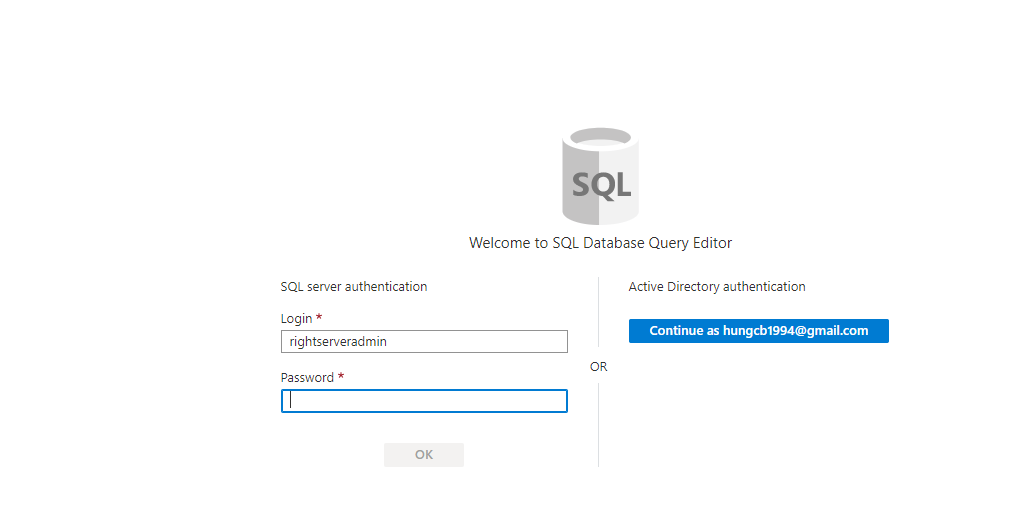 SQL
Welcome to SQL Database Query Editor
SQL server authentication
Login *
rightserveradmin
Password *
OK
OR
Active Directory authentication
Continue as hungcb1994@gmail.com